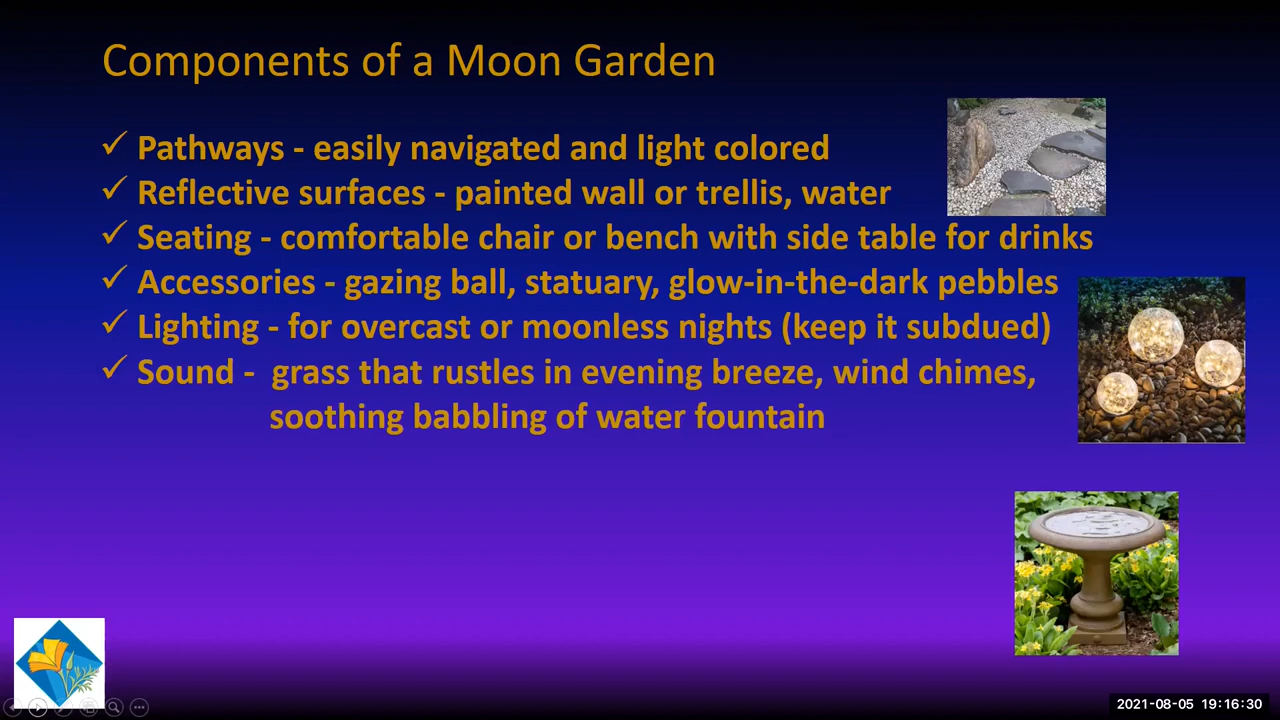 Components of a Moon Garden
✓ Pathways - easily navigated and light colored
✓ Reflective surfaces - painted wall or trellis, water
✓ Seating - comfortable chair or bench with side table for drinks
✓ Accessories - gazing ball, statuary, glow-in-the-dark pebbles
✓ Lighting - for overcast or moonless nights (keep it subdued)
✓ Sound - grass that rustles in evening breeze, wind chimes,
soothing babbling of water fountain
2021-08-05 19:16:30